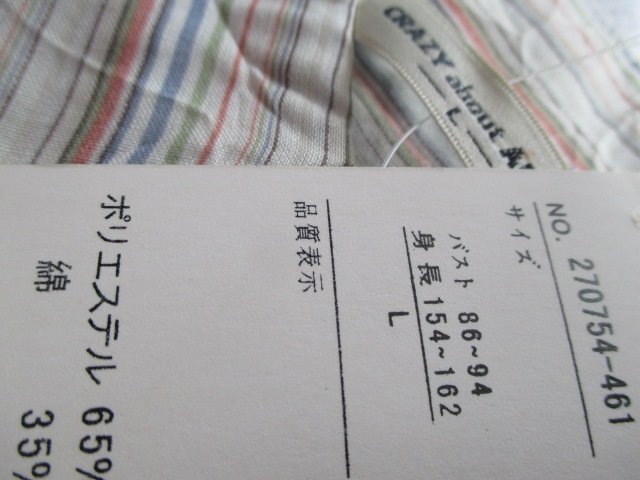 CRAZY about
L
NO. 270754-461
サイズ
バスト 86~94
身長 154~162
L
品質表示
ポリエステル 65%
綿 35%